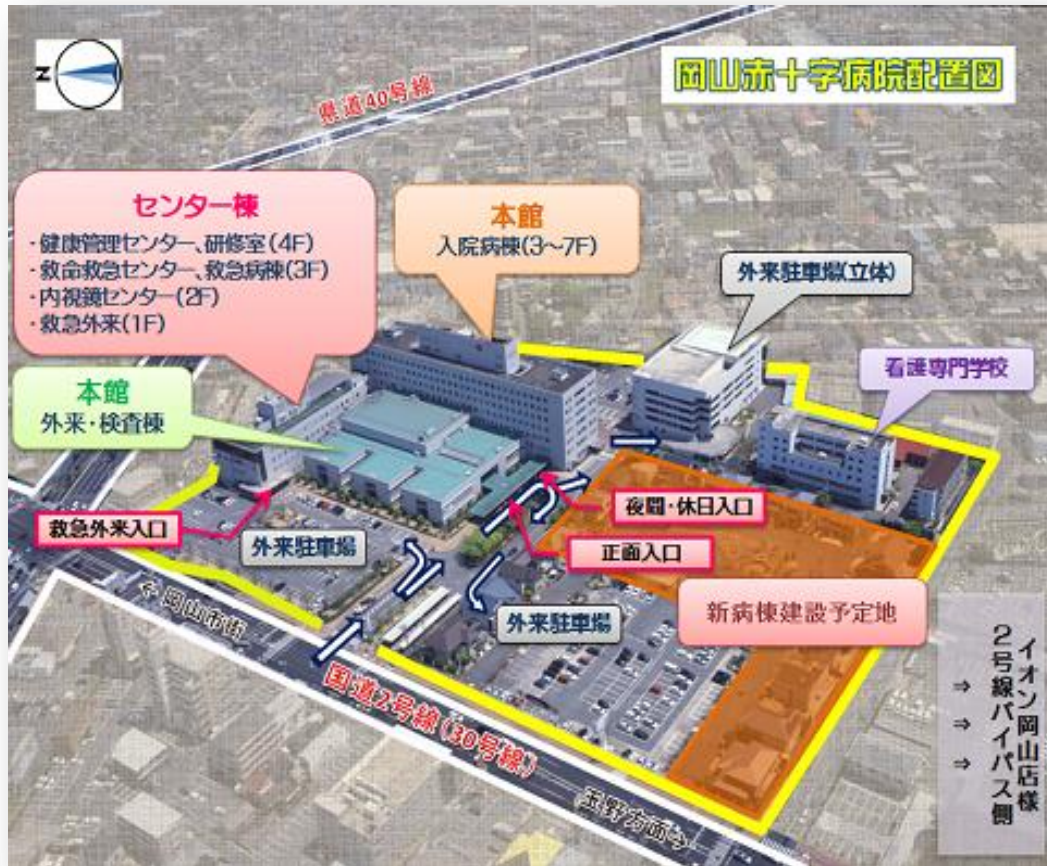 N
岡山赤十字病院配置図
県道40号線
センター棟
・健康管理センター、研修室(4F)
・救命救急センター、救急病棟(3F)
・内視鏡センター(2F)
・救急外来(1F)
本館
入院病棟(3～7F)
外来駐車場(立体)
看護専門学校
本館
外来・検査棟
救急外来入口
外来駐車場
夜間・休日入口
正面入口
外来駐車場
新病棟建設予定地
← 岡山市街
国道2号線(30号線)
玉野方面→
イオン岡山店様
2号線バイパス側
⇒ ⇒ ⇒